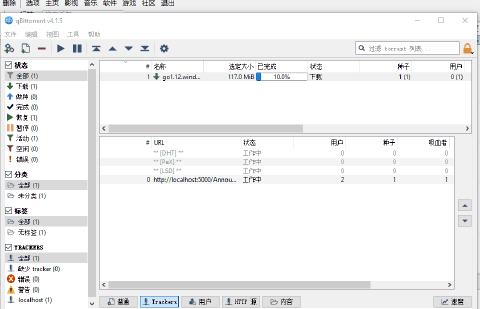 删除 选项 主页 影视 音乐 软件 游戏 社区 退出
qBittorrent v4.1.5
文件 编辑 视图 工具 帮助
过滤 torrent 列表...
状态
全部 (1)
下载 (1)
做种 (0)
完成 (0)
恢复 (1)
暂停 (0)
活动 (1)
空闲 (0)
错误 (0)
分类
全部 (1)
未分类 (1)
标签
全部 (1)
无标签 (1)
TRACKERS
全部 (1)
缺少 tracker (0)
错误 (0)
警告 (0)
localhost (1)
# 名称 选定大小 已完成 状态 种子 用户
1 go1.12.wind... 117.0 MiB 10.0% 下载 1 (1) 0 (1)
# URL 状态 用户 种子 吸血者
** [DHT] ** 工作中 0 0 0
** [PeX] ** 工作中 0 0 0
** [LSD] ** 工作中 0 0 0
0 http://localhost:5000/Annou... 工作中 2 1 1
普通 Trackers 用户 HTTP 源 内容 速度